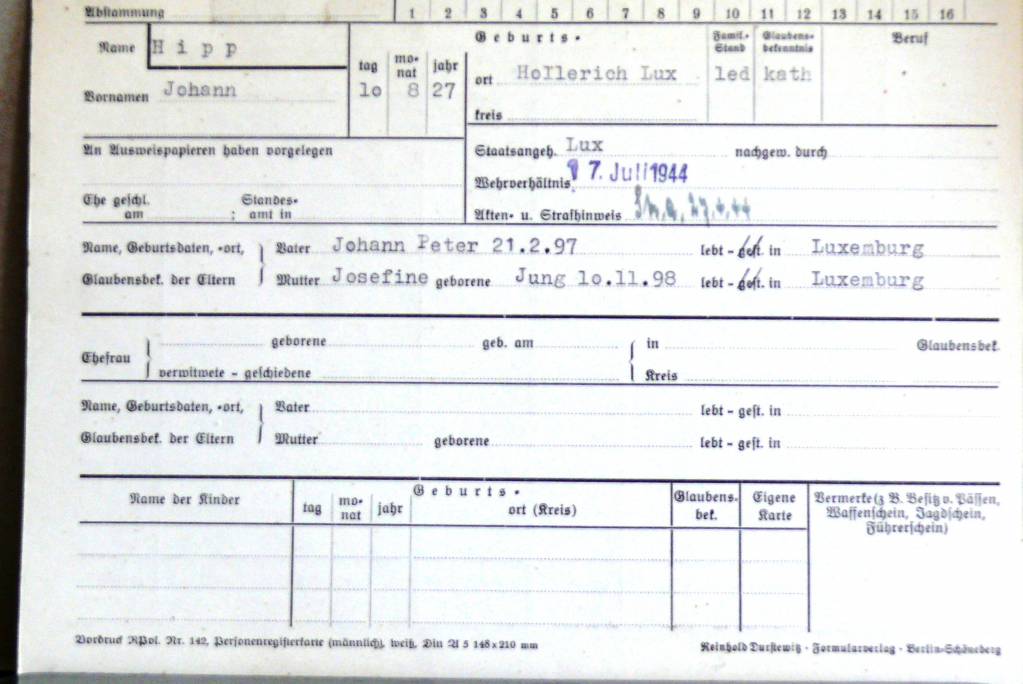 Abstammung 1 2 3 4 5 6 7 8 9 10 11 12 13 14 15 16
Name Hipp
Vornamen Johann
tag monat jahr
lo 8 27
Geburts-
ort Hollerich Lux
kreis
Famil.-Stand
led
Glaubens-bekenntnis
kath
Beruf
An Ausweispapieren haben vorgelegen
Staatsangeh. Lux nachgew. durch
Wehrverhältnis 7. Juli 1944
Ehe geschl. am ; Standes-amt in
Akten- u. Strafhinweis
Name, Geburtsdaten, -ort, Vater Johann Peter 21.2.97 lebt - gest. in Luxemburg
Glaubensbek. der Eltern Mutter Josefine geborene Jung lo.11.98 lebt - gest. in Luxemburg
Ehefrau geborene geb. am in Glaubensbek.
verwitwete - geschiedene Kreis
Name, Geburtsdaten, -ort, Vater lebt - gest. in
Glaubensbek. der Eltern Mutter geborene lebt - gest. in
Name der Kinder
Geburts-
tag monat jahr ort (Kreis)
Glaubens-bek.
Eigene Karte
Vermerke (z. B. Besitz v. Pässen,
Waffenschein, Jagdschein,
Führerschein)
Vordruck RPol. Nr. 142, Personenregisterkarte (männlich), weiß, Din A 5 148 x 210 mm
Reinhold Durstewitz · Formularverlag · Berlin-Schöneberg